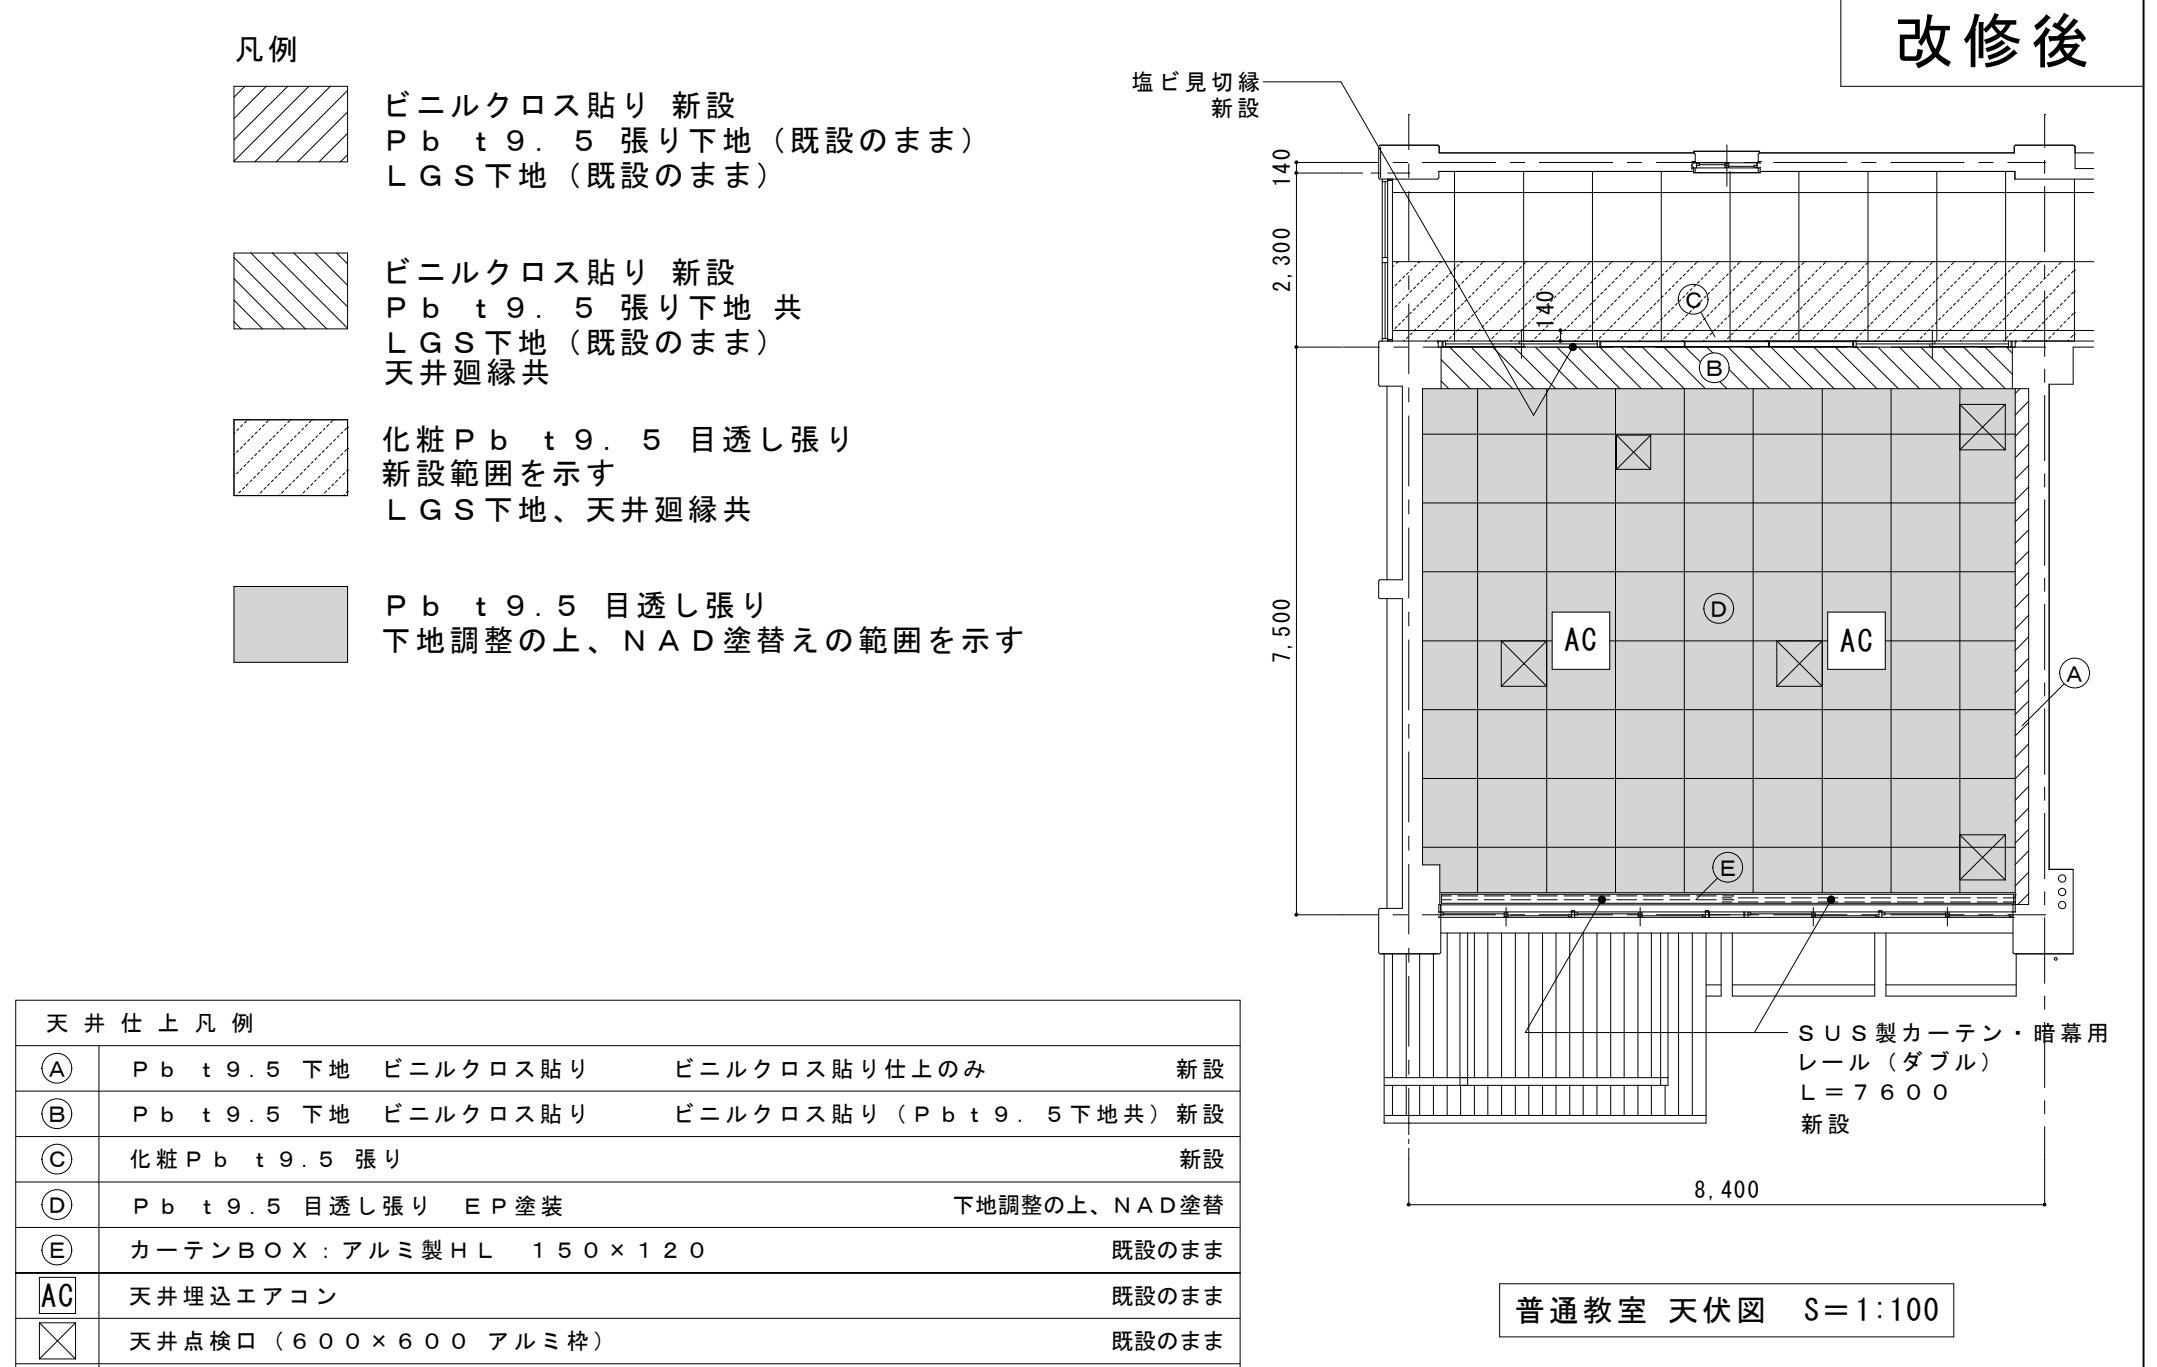 改修後
凡例
ビニルクロス貼り 新設
Ｐｂ ｔ９．５ 張り下地（既設のまま）
ＬＧＳ下地（既設のまま）
ビニルクロス貼り 新設
Ｐｂ ｔ９．５ 張り下地 共
ＬＧＳ下地（既設のまま）
天井廻縁共
化粧Ｐｂ ｔ９．５ 目透し張り
新設範囲を示す
ＬＧＳ下地、天井廻縁共
Ｐｂ ｔ９.５ 目透し張り
下地調整の上、ＮＡＤ塗替えの範囲を示す
塩ビ見切縁
新設
140
2,300
140
7,500
C
B
D
AC
AC
A
E
ＳＵＳ製カーテン・暗幕用
レール（ダブル）
Ｌ＝７６００
新設
8,400
普通教室 天伏図 S＝1:100
天井仕上凡例
A Ｐｂ ｔ９.５ 下地 ビニルクロス貼り ビニルクロス貼り仕上のみ 新設
B Ｐｂ ｔ９.５ 下地 ビニルクロス貼り ビニルクロス貼り（Ｐｂｔ９．５下地共）新設
C 化粧Ｐｂ ｔ９.５ 張り 新設
D Ｐｂ ｔ９.５ 目透し張り ＥＰ塗装 下地調整の上、ＮＡＤ塗替
E カーテンＢＯＸ：アルミ製ＨＬ １５０×１２０ 既設のまま
AC 天井埋込エアコン 既設のまま
天井点検口（６００×６００ アルミ枠） 既設のまま